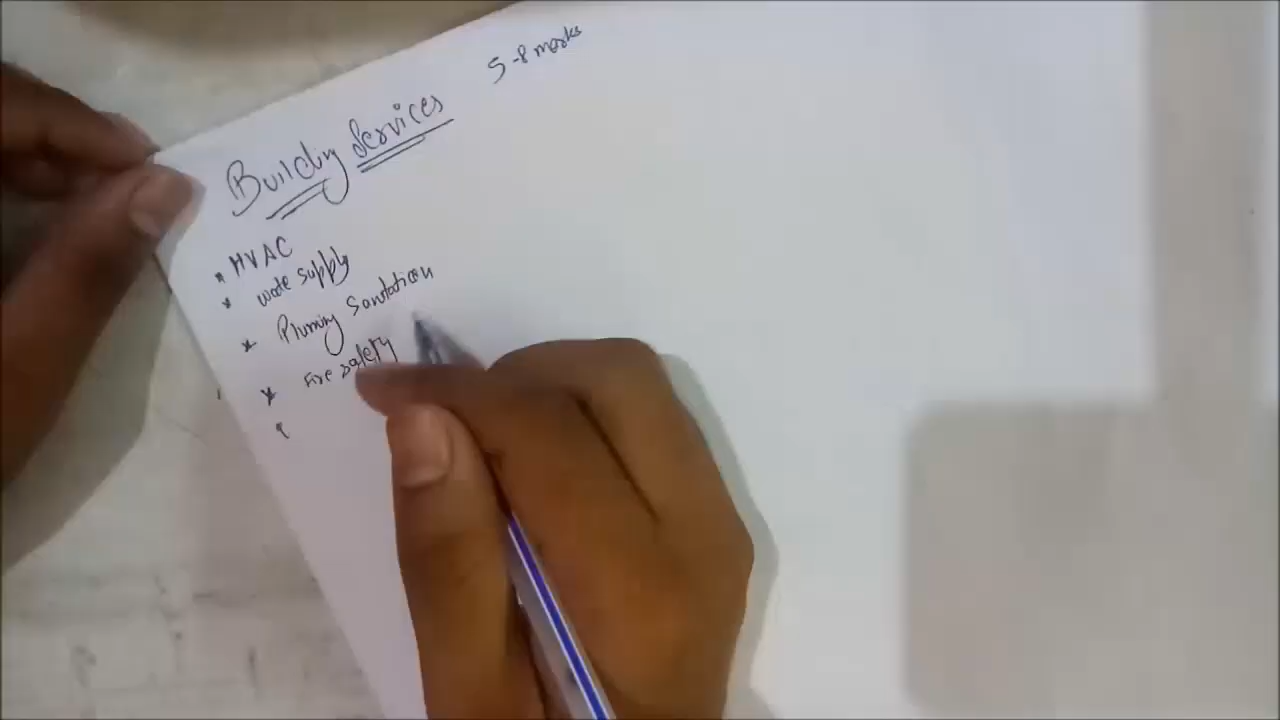 5-8 marks
Building Services
* HVAC
* wate supply
* Pluming Sanitation
* Fire safety